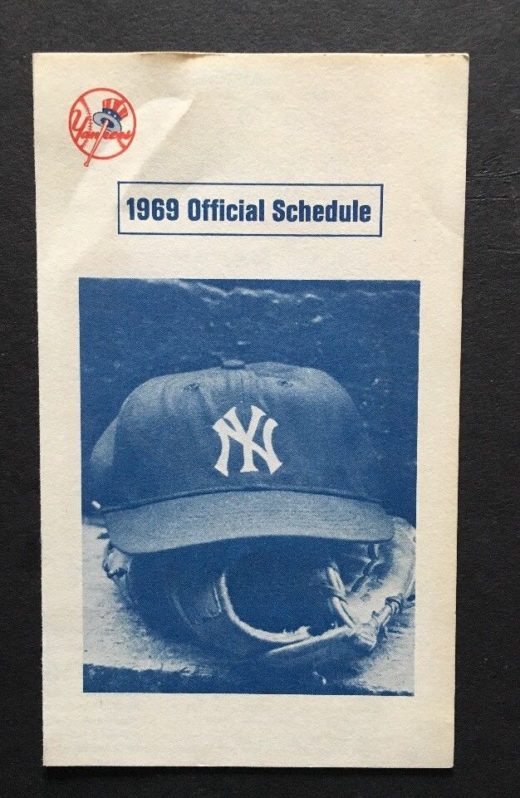 Yankees
1969 Official Schedule
NY